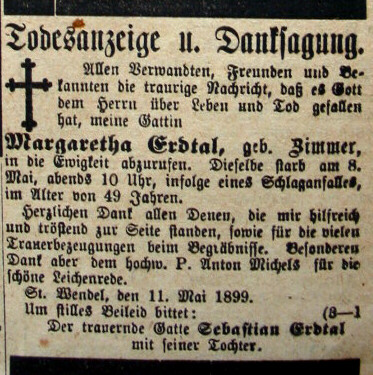 Todesanzeige u. Danksagung.
Allen Verwandten, Freunden und Be-
kannten die traurige Nachricht, daß es Gott
dem Herrn über Leben und Tod gefallen
hat, meine Gattin
Margaretha Erdtal, geb. Zimmer,
in die Ewigkeit abzurufen. Dieselbe starb am 8.
Mai, abends 10 Uhr, infolge eines Schlaganfalles,
im Alter von 49 Jahren.
Herzlichen Dank allen Denen, die mir hilfreich
und tröstend zur Seite standen, sowie für die vielen
Trauerbezeugungen beim Begräbnisse. Besonderen
Dank aber dem hochw. P. Anton Michels für die
schöne Leichenrede.
St. Wendel, den 11. Mai 1899.
Um stilles Beileid bittet: (3—1
Der trauernde Gatte Sebastian Erdtal
mit seiner Tochter.